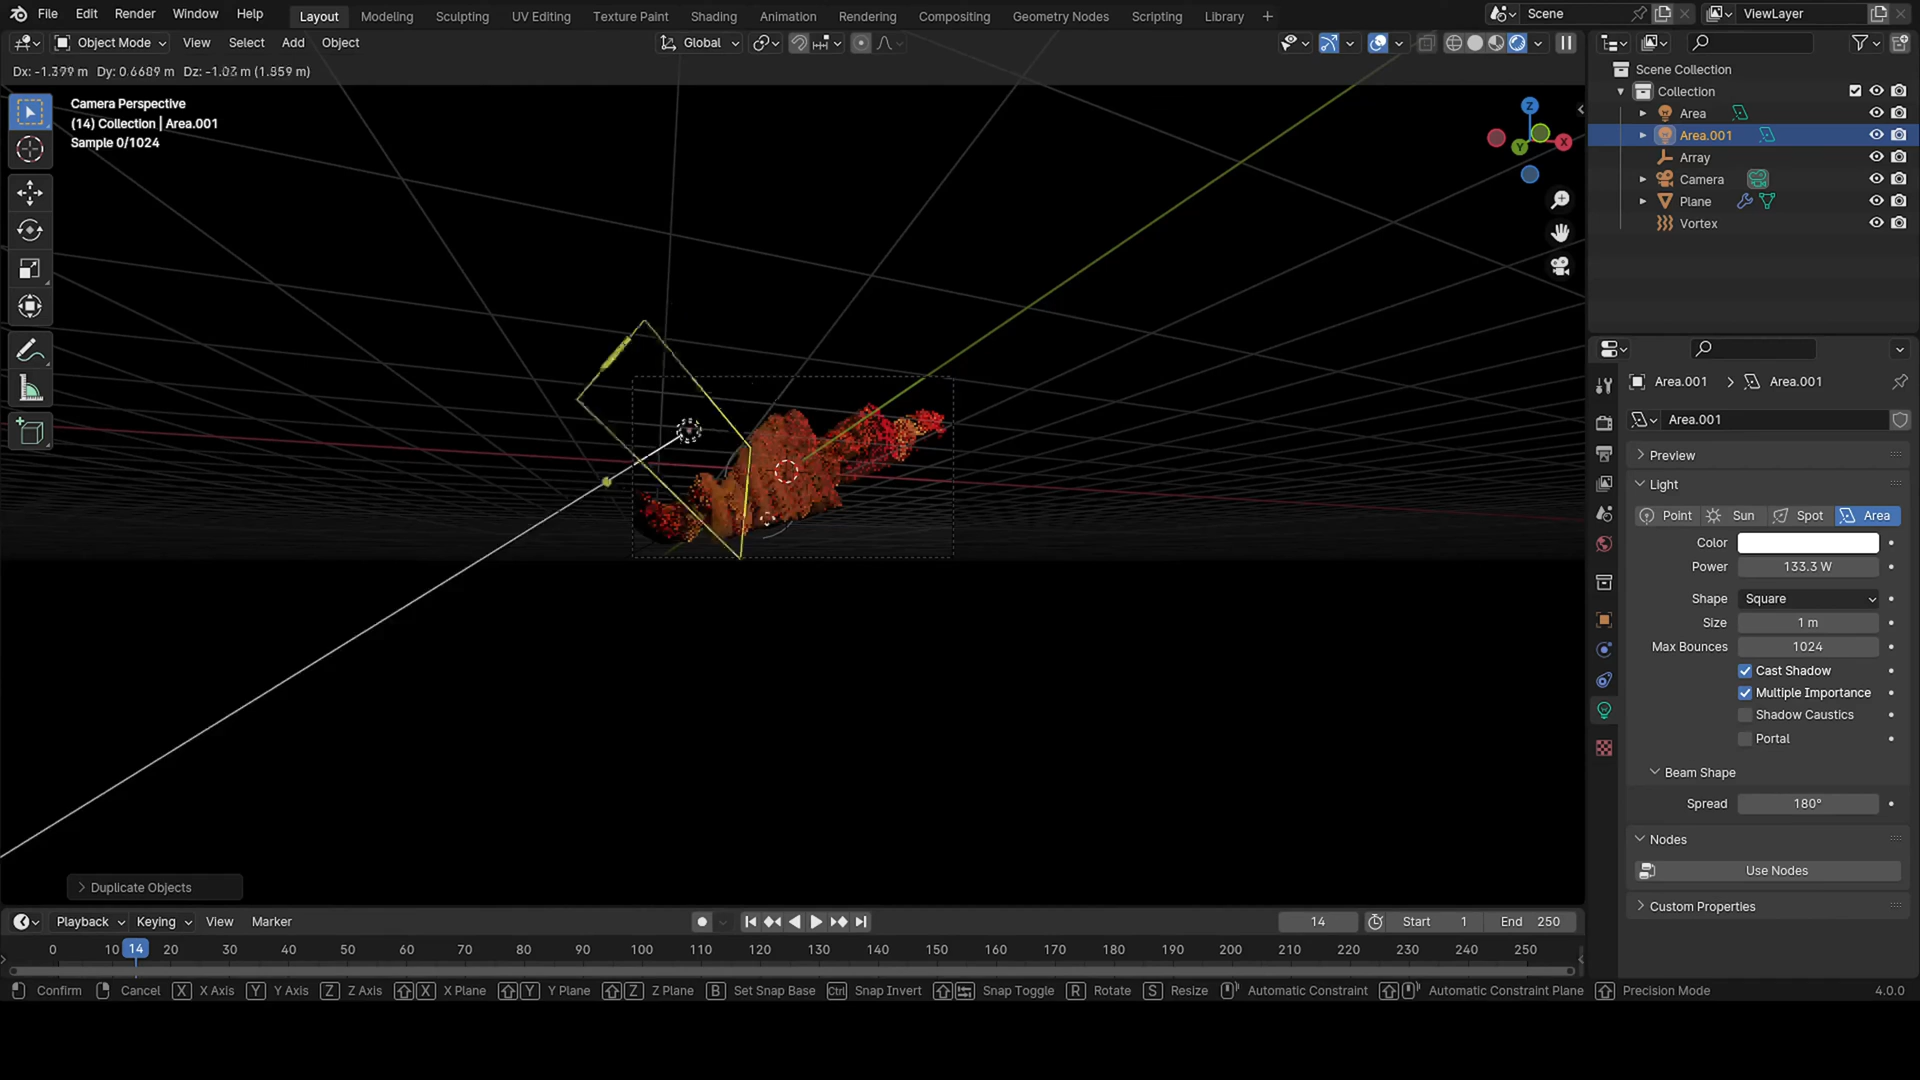 File Edit Render Window Help Layout Modeling Sculpting UV Editing Texture Paint Shading Animation Rendering Compositing Geometry Nodes Scripting Library + Scene ViewLayer
Object Mode View Select Add Object Global
Dx: -1.399 m Dy: 0.6689 m Dz: -1.03 m (1.859 m)
Camera Perspective
(14) Collection | Area.001
Sample 0/1024
Z
X
Y
Scene Collection
Collection
Area
Area.001
Array
Camera
Plane
Vortex
Area.001 > Area.001
Area.001
Preview
Light
Point Sun Spot Area
Color
Power 133.3 W
Shape Square
Size 1 m
Max Bounces 1024
Cast Shadow
Multiple Importance
Shadow Caustics
Portal
Beam Shape
Spread 180°
Nodes
Use Nodes
Custom Properties
Duplicate Objects
Playback Keying View Marker 14 Start 1 End 250
0 10 14 20 30 40 50 60 70 80 90 100 110 120 130 140 150 160 170 180 190 200 210 220 230 240 250
Confirm Cancel X X Axis Y Y Axis Z Z Axis X X Plane Y Y Plane Z Z Plane B Set Snap Base Ctrl Snap Invert Snap Toggle R Rotate S Resize Automatic Constraint Automatic Constraint Plane Precision Mode 4.0.0